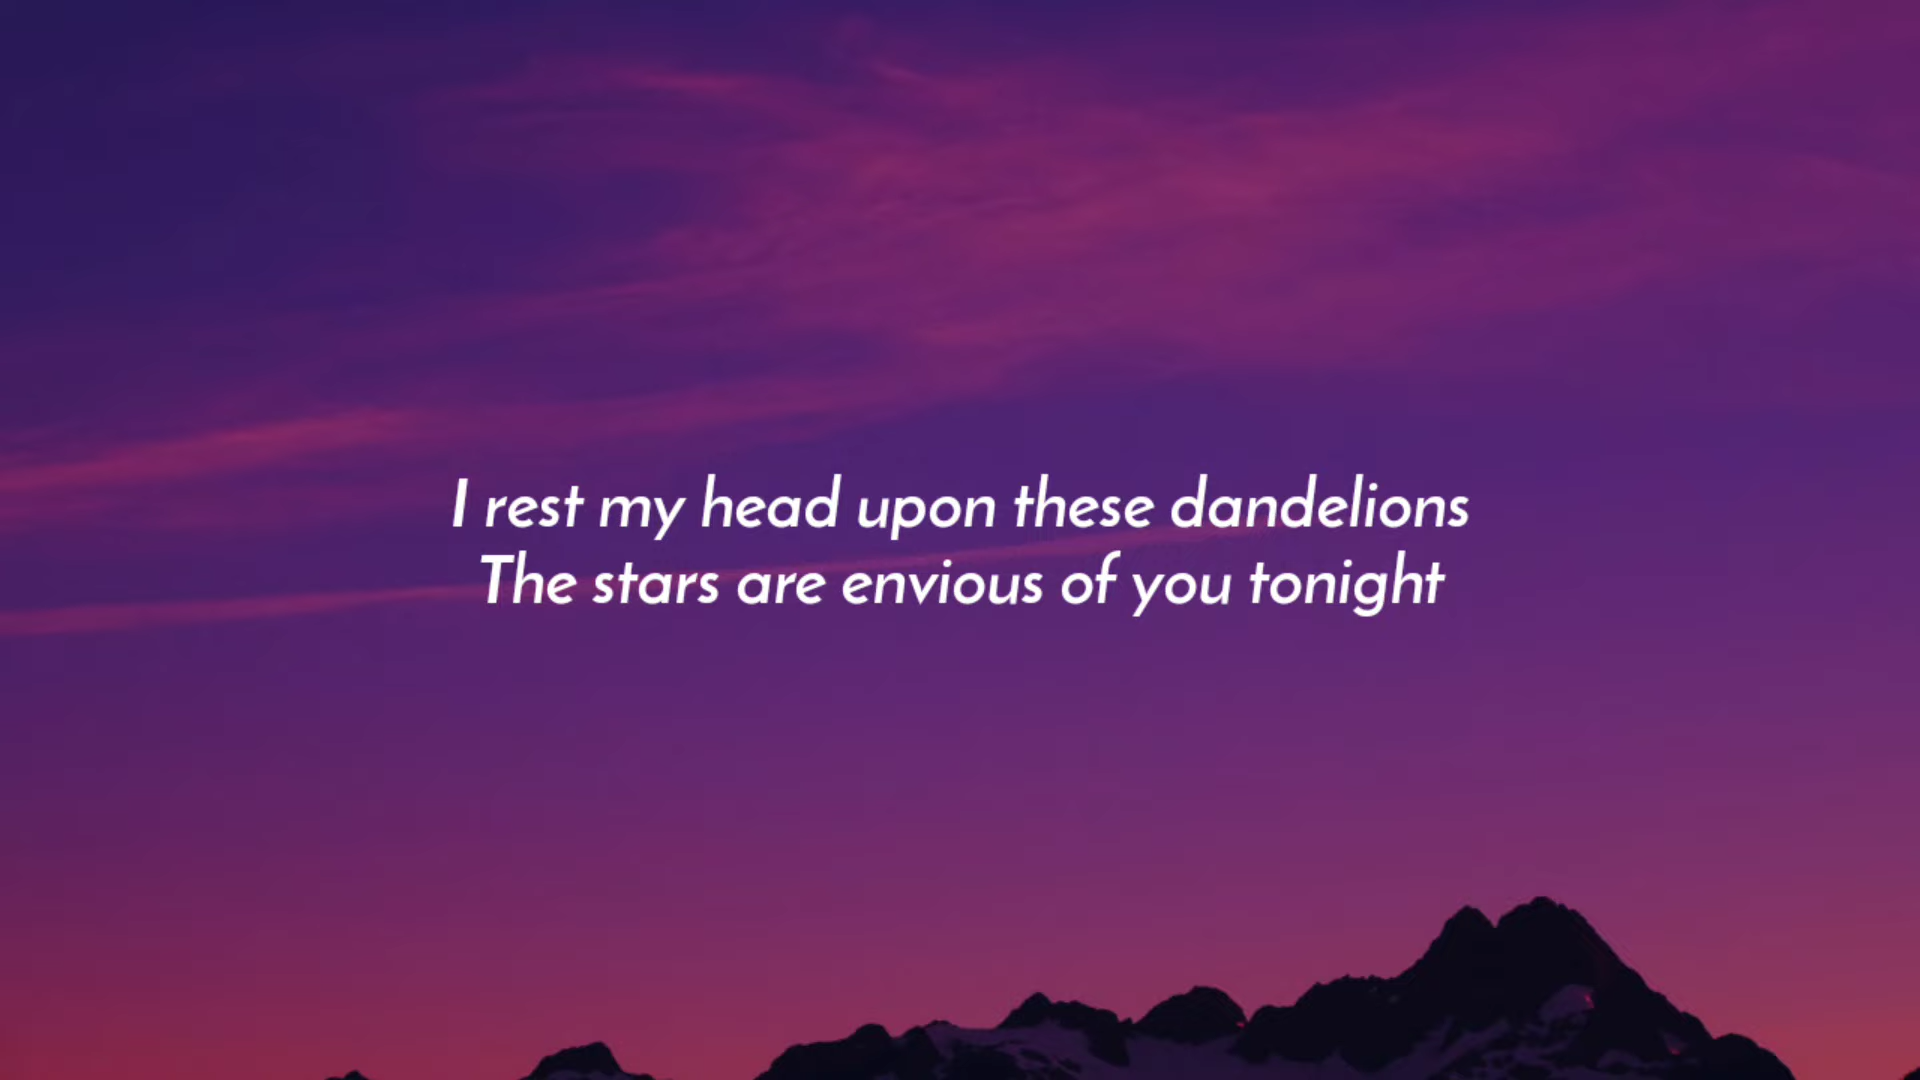 I rest my head upon these dandelions
The stars are envious of you tonight